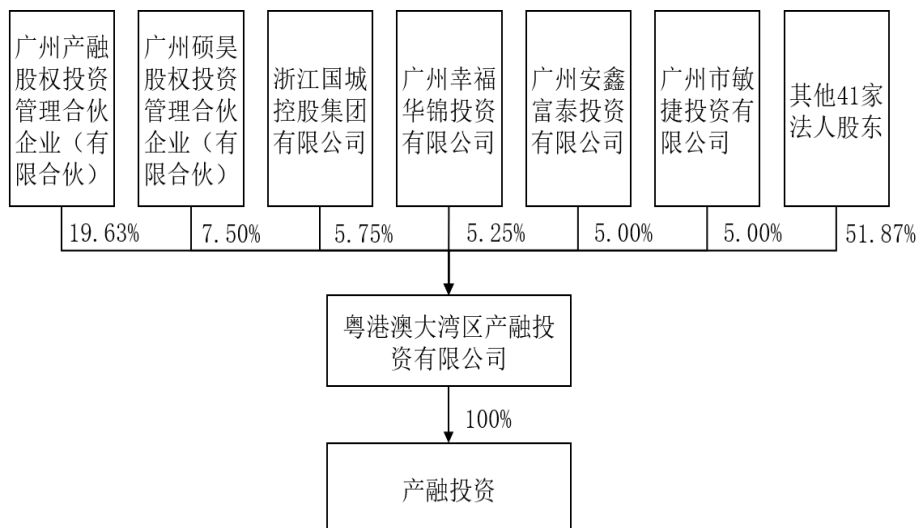 广州产融
股权投资
管理合伙
企业（有
限合伙）
广州硕昊
股权投资
管理合伙
企业（有
限合伙）
浙江国城
控股集团
有限公司
广州幸福
华锦投资
有限公司
广州安鑫
富泰投资
有限公司
广州市敏
捷投资有
限公司
其他41家
法人股东
19.63%
7.50%
5.75%
5.25%
5.00%
5.00%
51.87%
粤港澳大湾区产融投
资有限公司
100%
产融投资